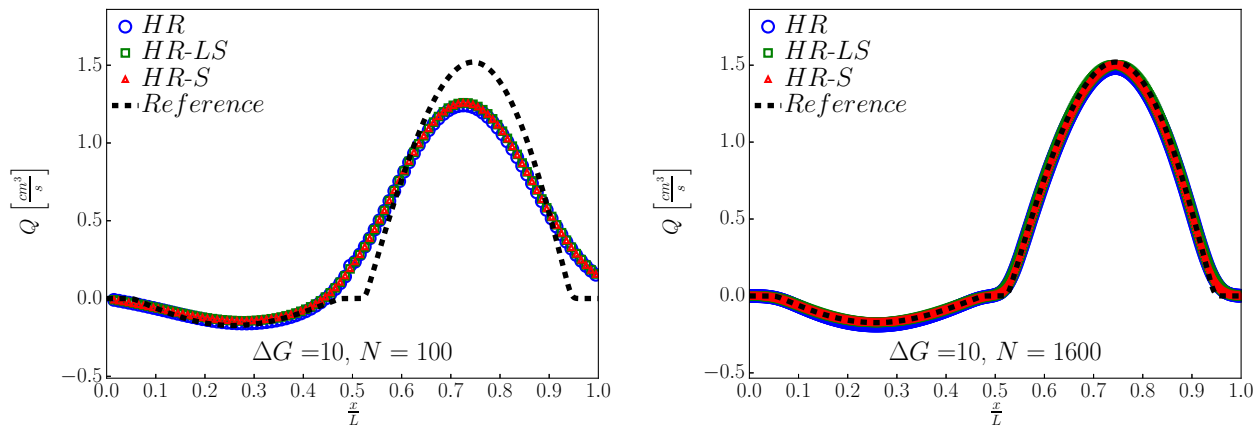 HR
HR-LS
HR-S
Reference
1.5
1.0
0.5
0.0
−0.5
Q [cm³/s]
ΔG =10, N = 100
0.0 0.1 0.2 0.3 0.4 0.5 0.6 0.7 0.8 0.9 1.0
x/L
HR
HR-LS
HR-S
Reference
1.5
1.0
0.5
0.0
−0.5
Q [cm³/s]
ΔG =10, N = 1600
0.0 0.1 0.2 0.3 0.4 0.5 0.6 0.7 0.8 0.9 1.0
x/L